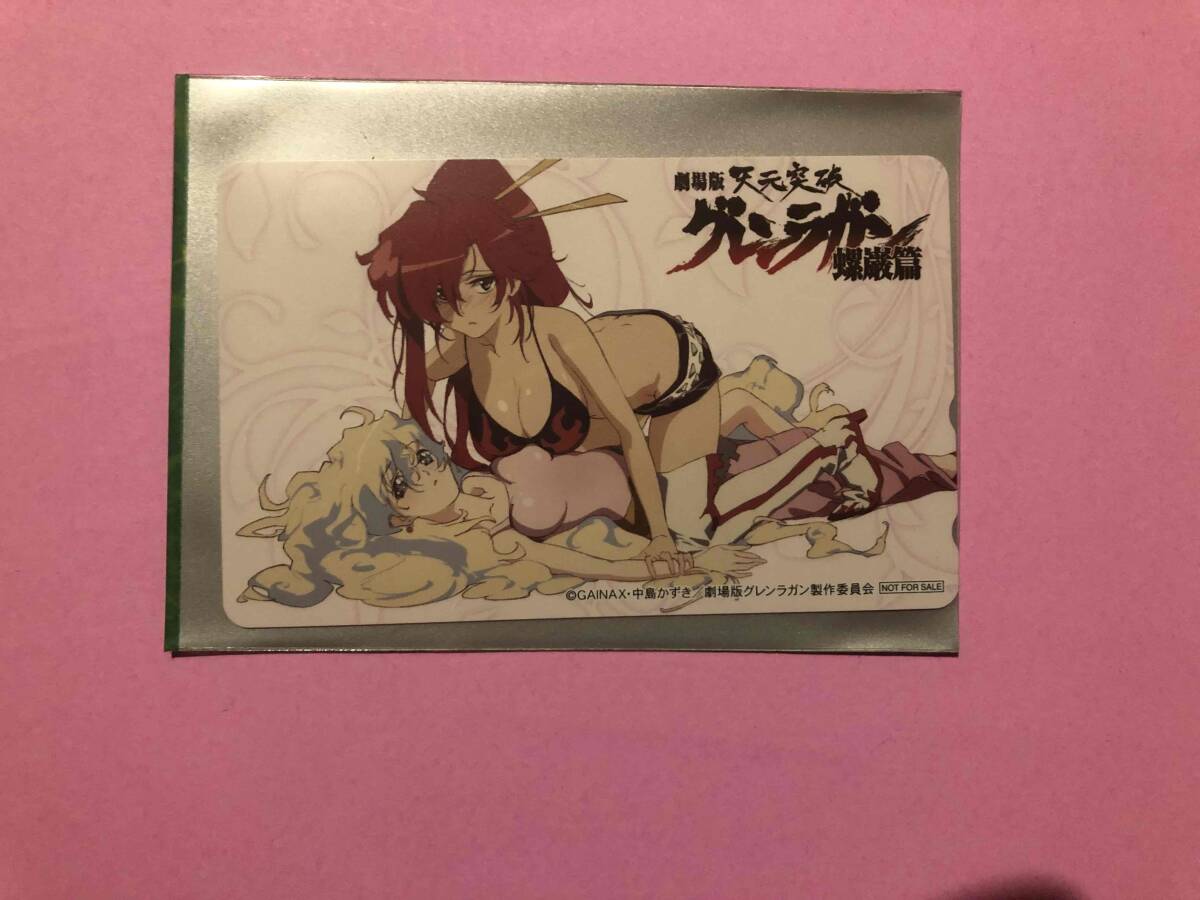 劇場版 天元突破
グレンラガン
螺巌篇
©GAINAX・中島かずき／劇場版グレンラガン製作委員会 NOT FOR SALE